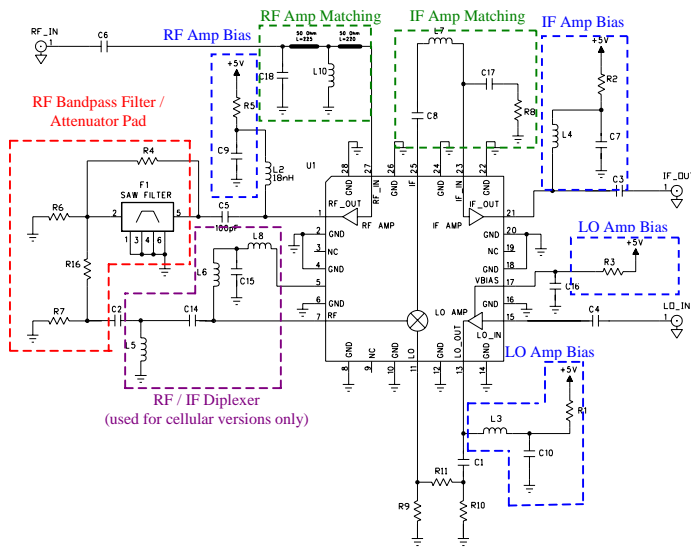 RF Amp Matching
IF Amp Matching
IF Amp Bias
RF Amp Bias
RF_IN
1
C6
50 Ohm
L=225
50 Ohm
L=220
L7
+5V
+5V
C18
L10
C17
R2
R5
R8
RF Bandpass Filter /
Attenuator Pad
C8
L4
C7
C9
R4
L2
18nH
U1
28
27
26
25
24
23
22
GND
RF_IN
GND
IF
GND
IF_IN
GND
F1
SAW FILTER
R6
2
5
1
3
4
6
C5
100pF
1
RF_OUT
RF AMP
IF_OUT
IF AMP
21
C3
IF_OUT
1
2
GND
3
NC
4
GND
GND
20
NC
19
GND
18
LO Amp Bias
+5V
R3
R16
L8
L6
C15
5
VBIAS
17
C16
6
GND
GND
16
R7
C2
C14
7
RF
LO AMP
LO_IN
15
C4
LO_IN
1
L5
GND
NC
GND
LO
GND
LO_OUT
GND
8
9
10
11
12
13
14
LO Amp Bias
+5V
RF / IF Diplexer
(used for cellular versions only)
R1
L3
C10
C1
R11
R9
R10